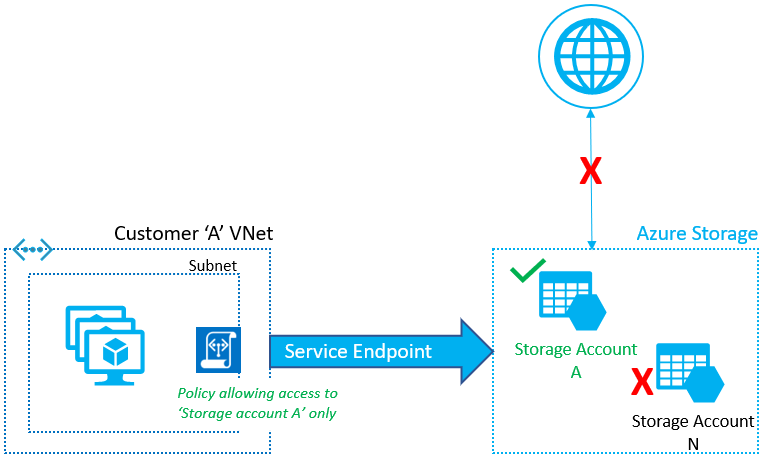 X
Customer ‘A’ VNet
Azure Storage
Subnet
Service Endpoint
Policy allowing access to
‘Storage account A’ only
Storage Account
A
X
Storage Account
N